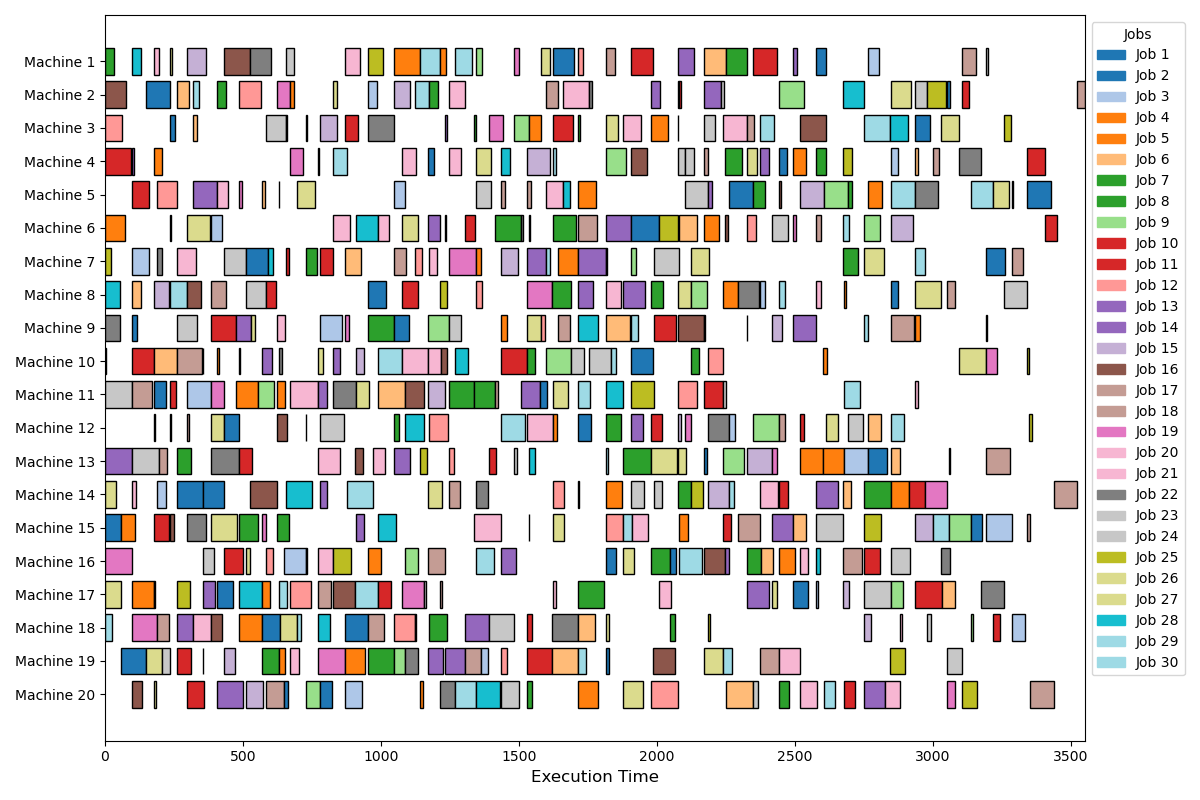 Machine 1
Machine 2
Machine 3
Machine 4
Machine 5
Machine 6
Machine 7
Machine 8
Machine 9
Machine 10
Machine 11
Machine 12
Machine 13
Machine 14
Machine 15
Machine 16
Machine 17
Machine 18
Machine 19
Machine 20
0 500 1000 1500 2000 2500 3000 3500
Execution Time
Jobs
Job 1
Job 2
Job 3
Job 4
Job 5
Job 6
Job 7
Job 8
Job 9
Job 10
Job 11
Job 12
Job 13
Job 14
Job 15
Job 16
Job 17
Job 18
Job 19
Job 20
Job 21
Job 22
Job 23
Job 24
Job 25
Job 26
Job 27
Job 28
Job 29
Job 30